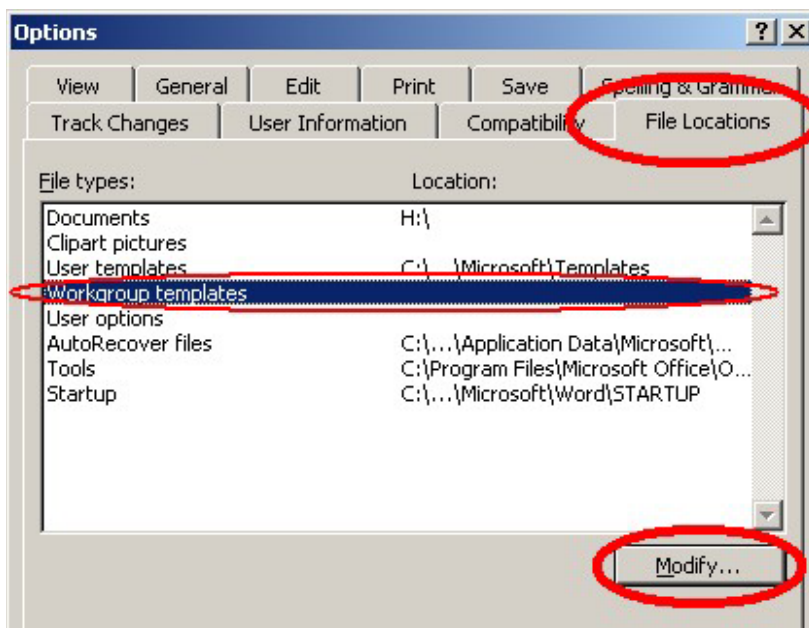 Options
View General Edit Print Save Spelling & Grammar
Track Changes User Information Compatibility File Locations
File types: Location:
Documents H:\
Clipart pictures
User templates C:\...\Microsoft\Templates
Workgroup templates
User options
AutoRecover files C:\...\Application Data\Microsoft\...
Tools C:\Program Files\Microsoft Office\O...
Startup C:\...\Microsoft\Word\STARTUP
Modify...